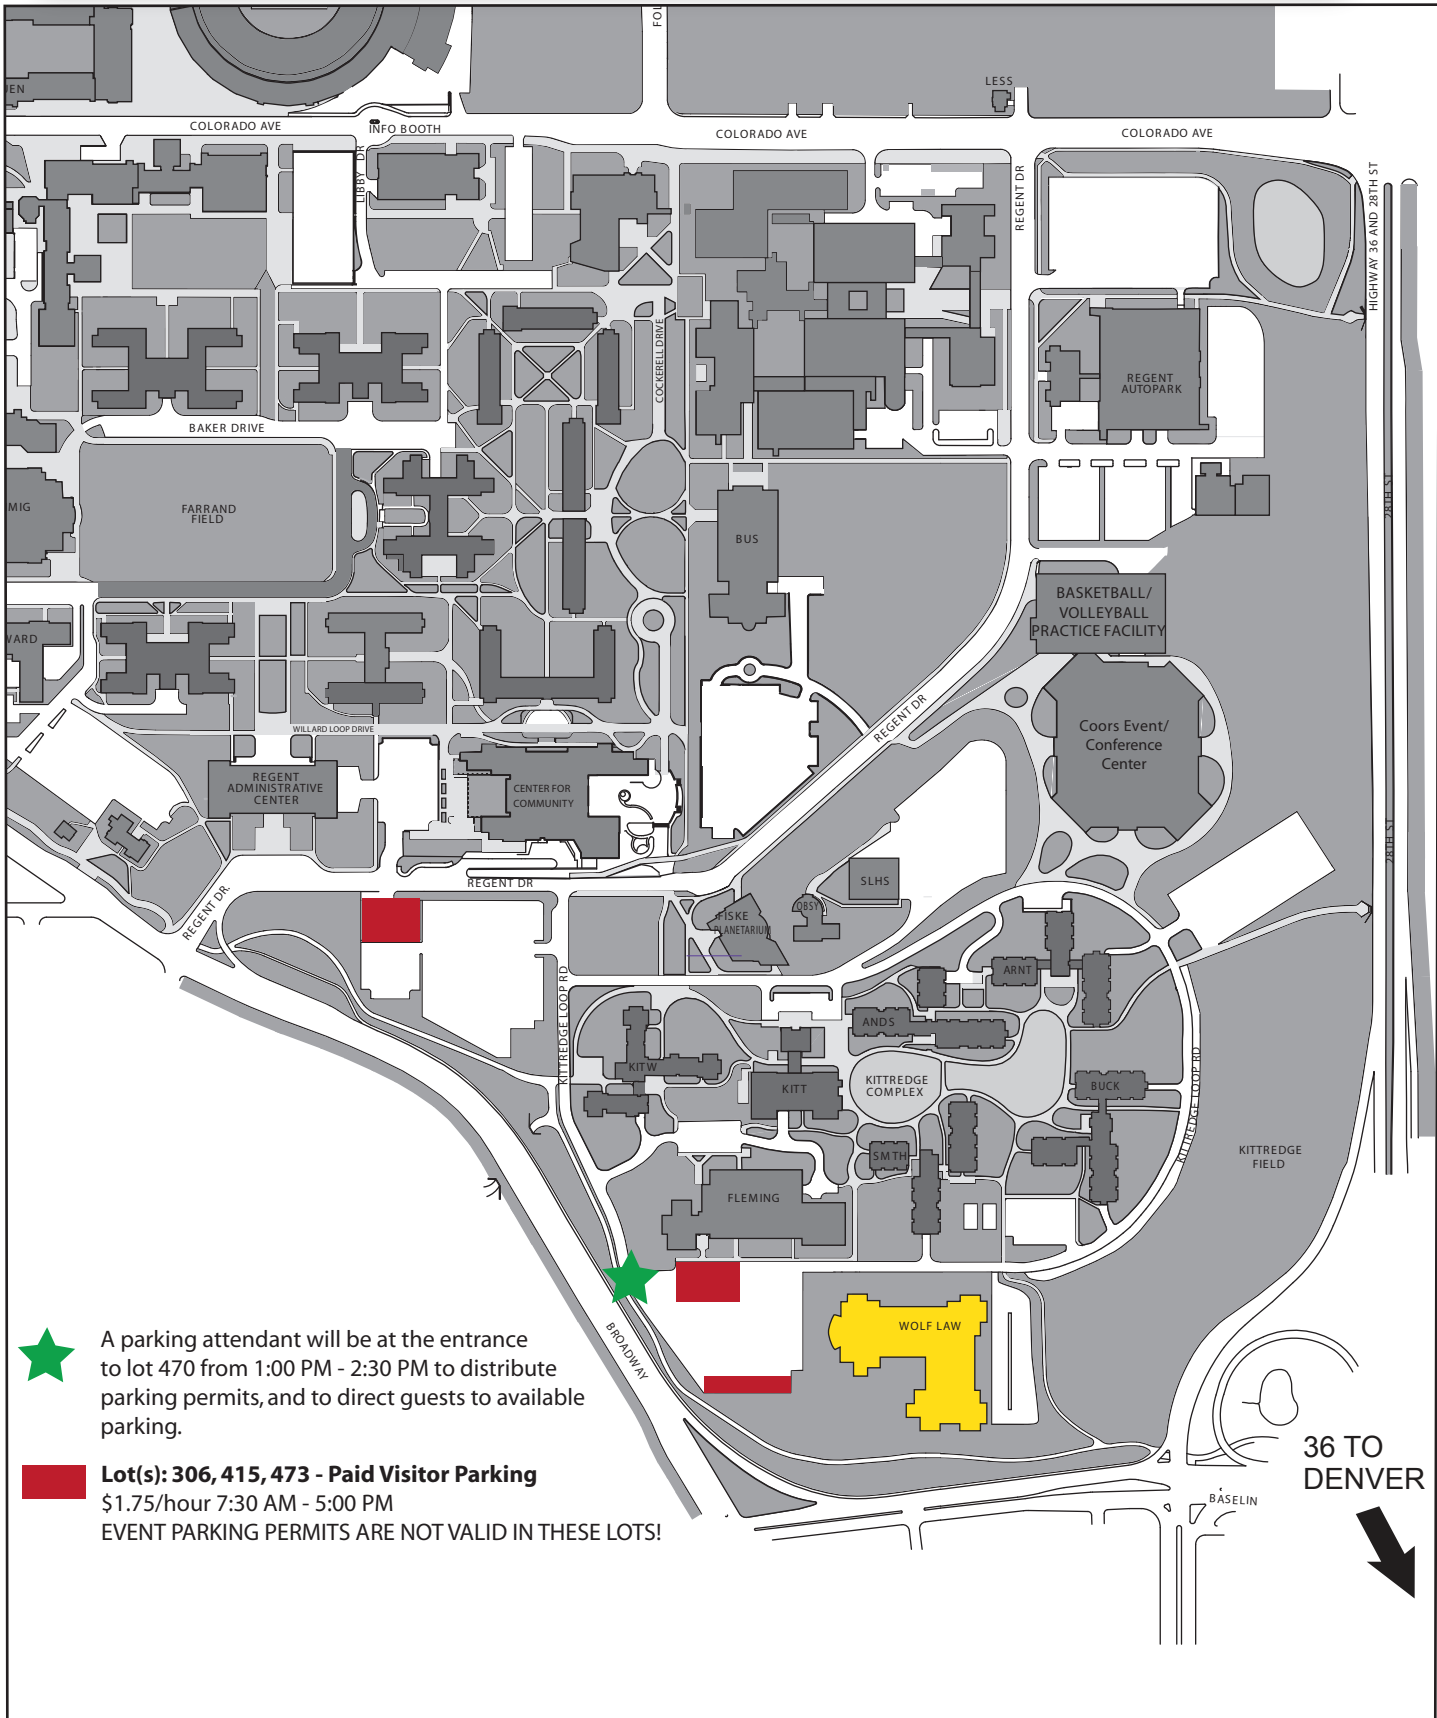 FOL
LESS
UEN
COLORADO AVE
INFO BOOTH
COLORADO AVE
COLORADO AVE
LIBBY DR
REGENT DR
HIGHWAY 36 AND 28TH ST
COCKERELL DRIVE
REGENT
AUTOPARK
BAKER DRIVE
MIG
FARRAND
FIELD
BUS
28TH ST
BASKETBALL/
VOLLEYBALL
PRACTICE FACILITY
WARD
REGENT DR
Coors Event/
Conference
Center
WILLARD LOOP DRIVE
REGENT
ADMINISTRATIVE
CENTER
CENTER FOR
COMMUNITY
28TH ST
REGENT DR
SLHS
REGENT DR.
FISKE
PLANETARIUM
OBSY
KITTREDGE LOOP RD
ARNT
ANDS
KITW
KITT
KITTREDGE
COMPLEX
BUCK
KITTREDGE LOOP RD
SMTH
KITTREDGE
FIELD
FLEMING
WOLF LAW
BROADWAY
A parking attendant will be at the entrance
to lot 470 from 1:00 PM - 2:30 PM to distribute
parking permits, and to direct guests to available
parking.
36 TO
DENVER
BASELIN
Lot(s): 306, 415, 473 - Paid Visitor Parking
$1.75/hour 7:30 AM - 5:00 PM
EVENT PARKING PERMITS ARE NOT VALID IN THESE LOTS!